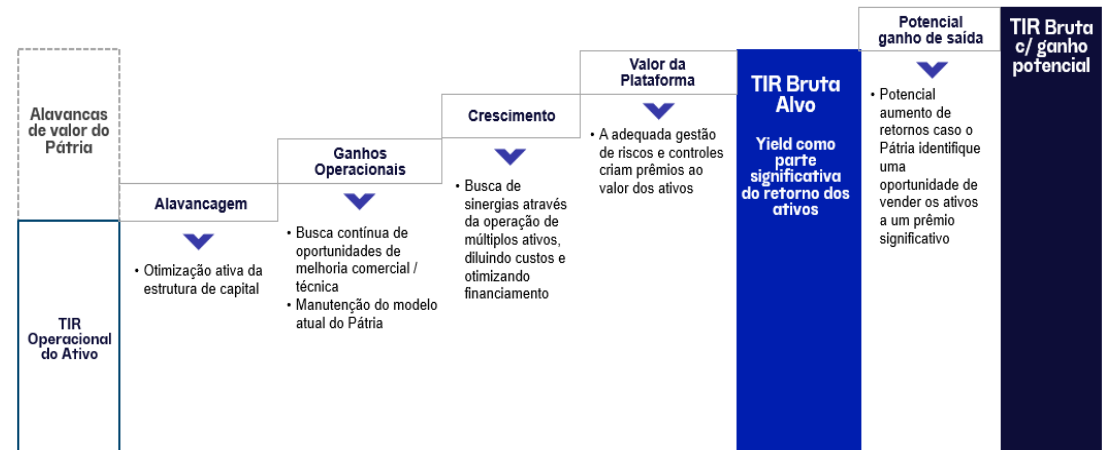 Alavancas
de valor do
Pátria
TIR
Operacional
do Ativo
Alavancagem
• Otimização ativa da
estrutura de capital
Ganhos
Operacionais
• Busca contínua de
oportunidades de
melhoria comercial /
técnica
• Manutenção do modelo
atual do Pátria
Crescimento
• Busca de
sinergias através
da operação de
múltiplos ativos,
diluindo custos e
otimizando
financiamento
Valor da
Plataforma
• A adequada gestão
de riscos e controles
criam prêmios ao
valor dos ativos
TIR Bruta
Alvo
Yield como
parte
significativa
do retorno dos
ativos
Potencial
ganho de saída
• Potencial
aumento de
retornos caso o
Pátria identifique
uma
oportunidade de
vender os ativos
a um prêmio
significativo
TIR Bruta
c/ ganho
potencial